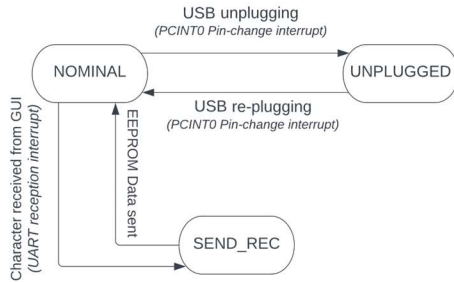 USB unplugging
(PCINT0 Pin-change interrupt)
NOMINAL
UNPLUGGED
USB re-plugging
(PCINT0 Pin-change interrupt)
Character received from GUI
(UART reception interrupt)
EEPROM Data sent
SEND_REC